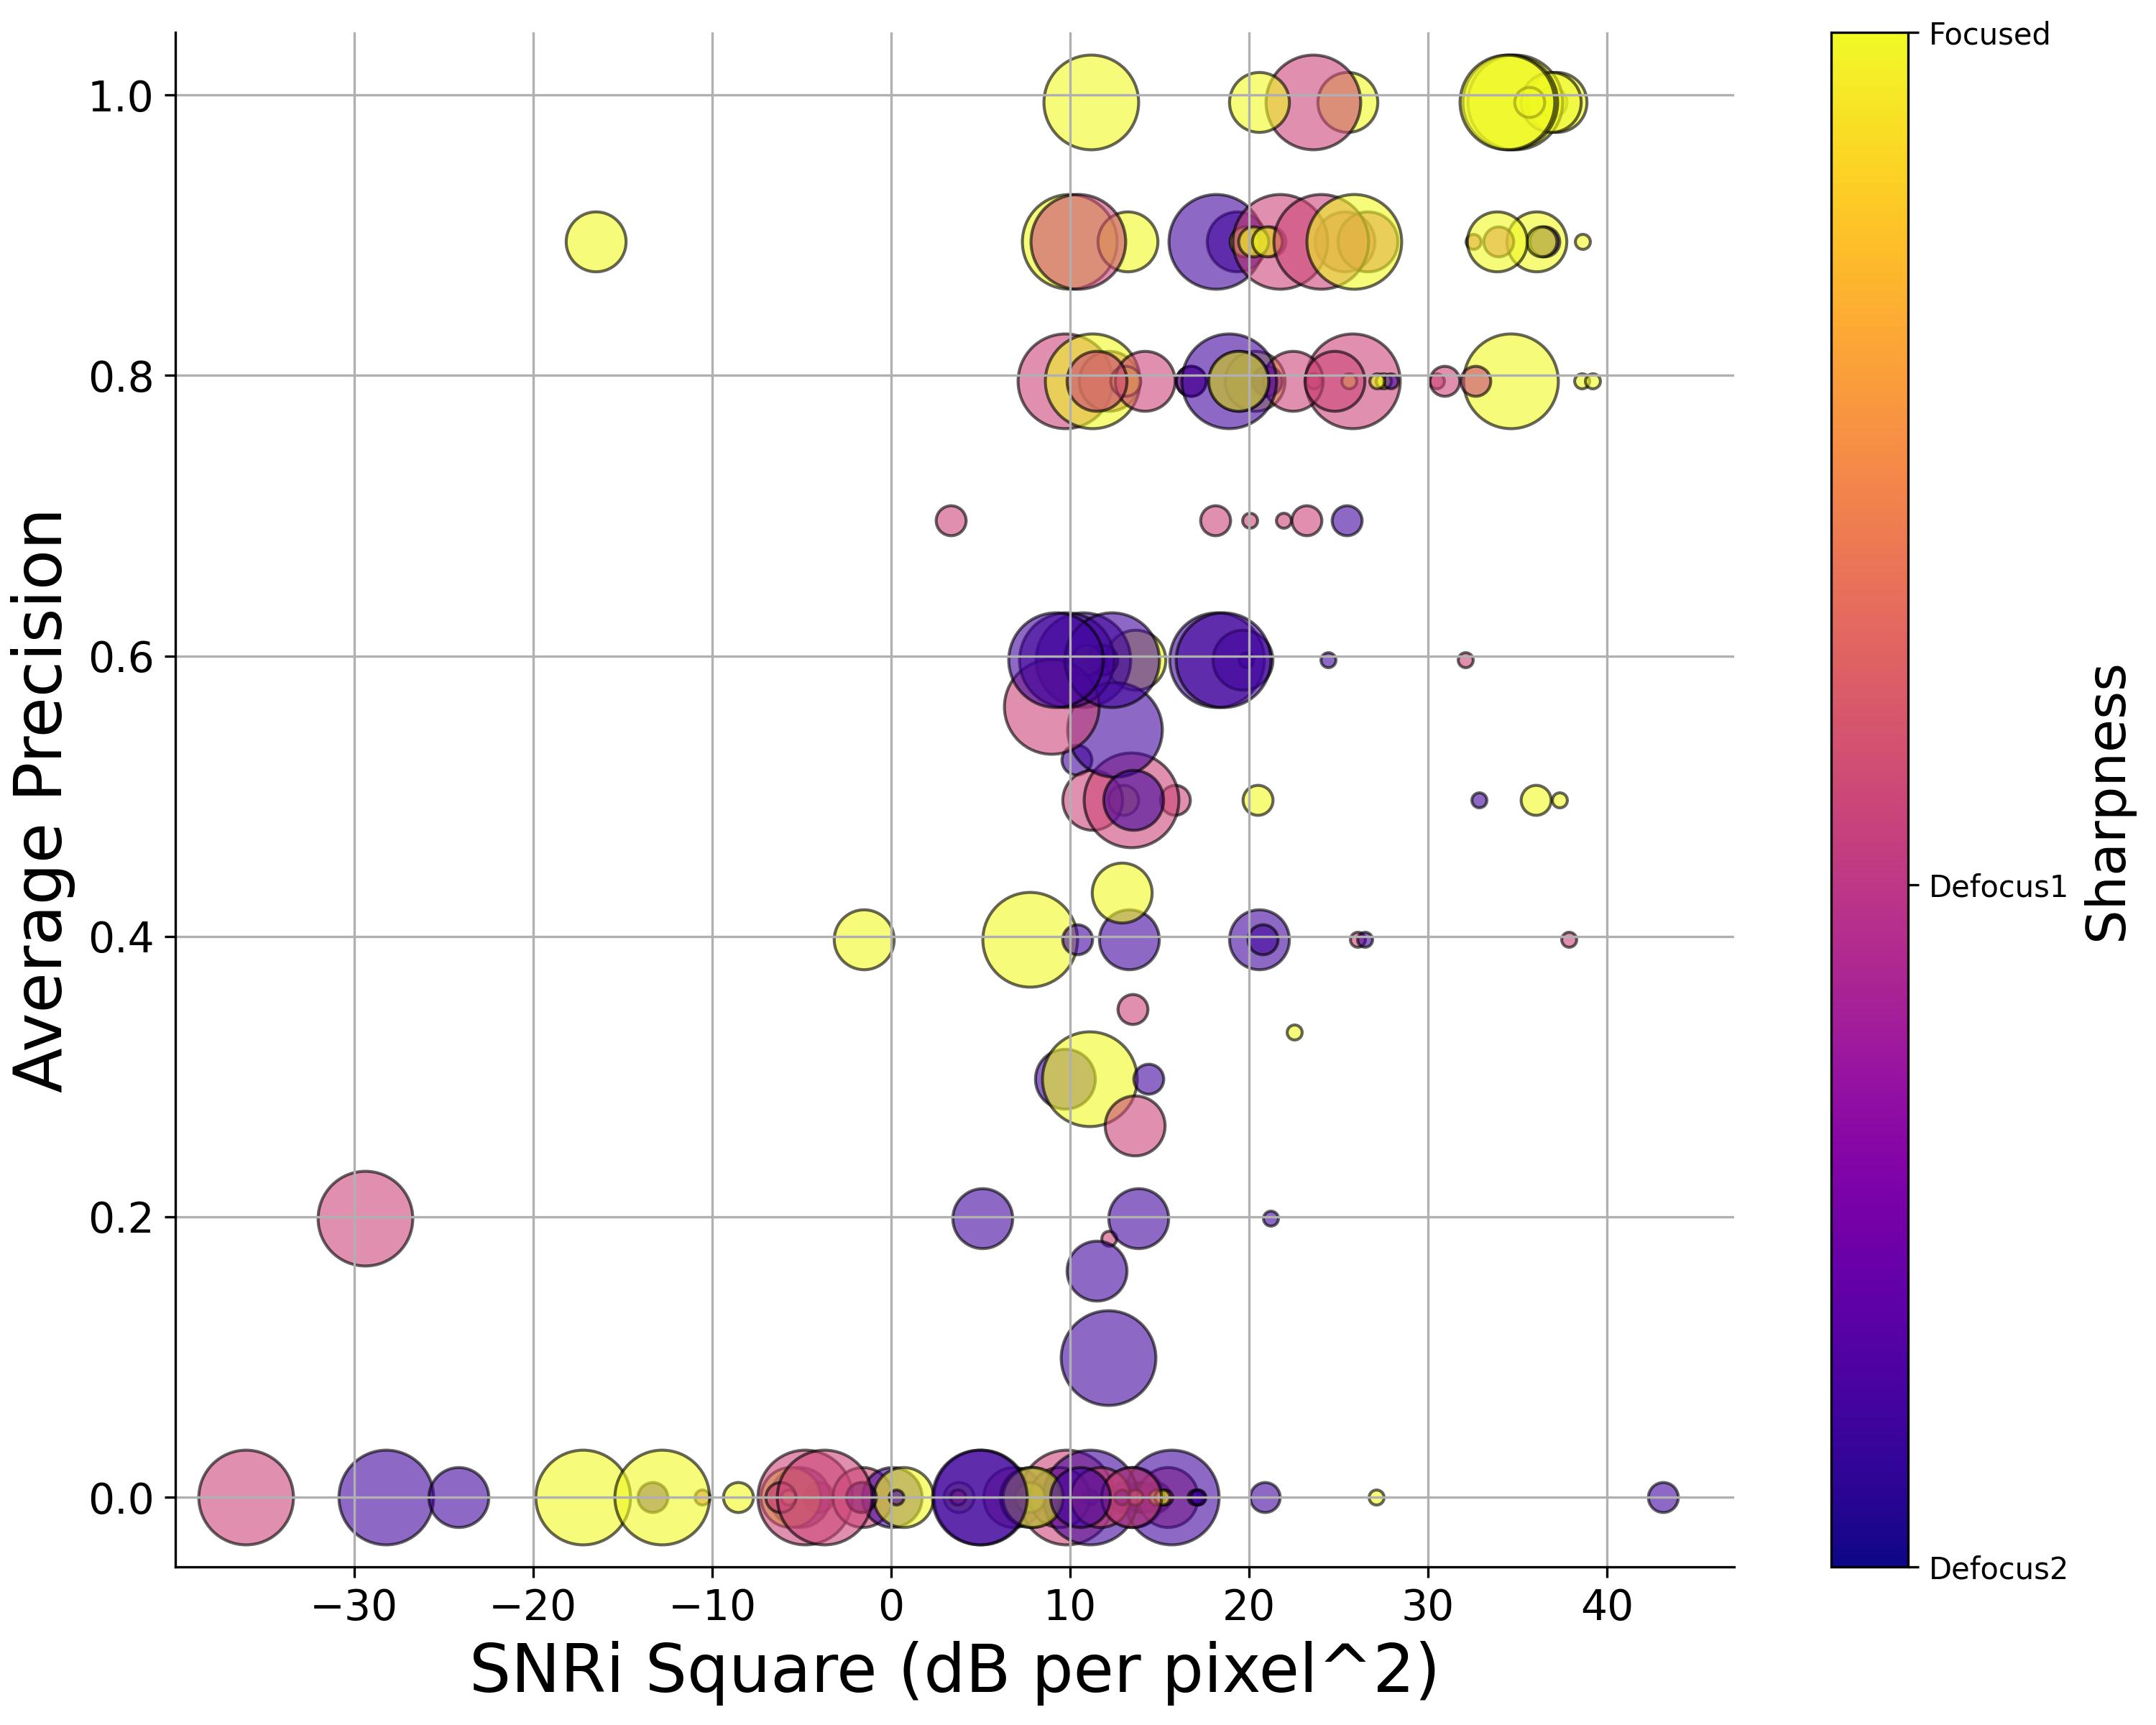 Average Precision
1.0
0.8
0.6
0.4
0.2
0.0
−30 −20 −10 0 10 20 30 40
SNRi Square (dB per pixel^2)
Focused
Defocus1
Defocus2
Sharpness